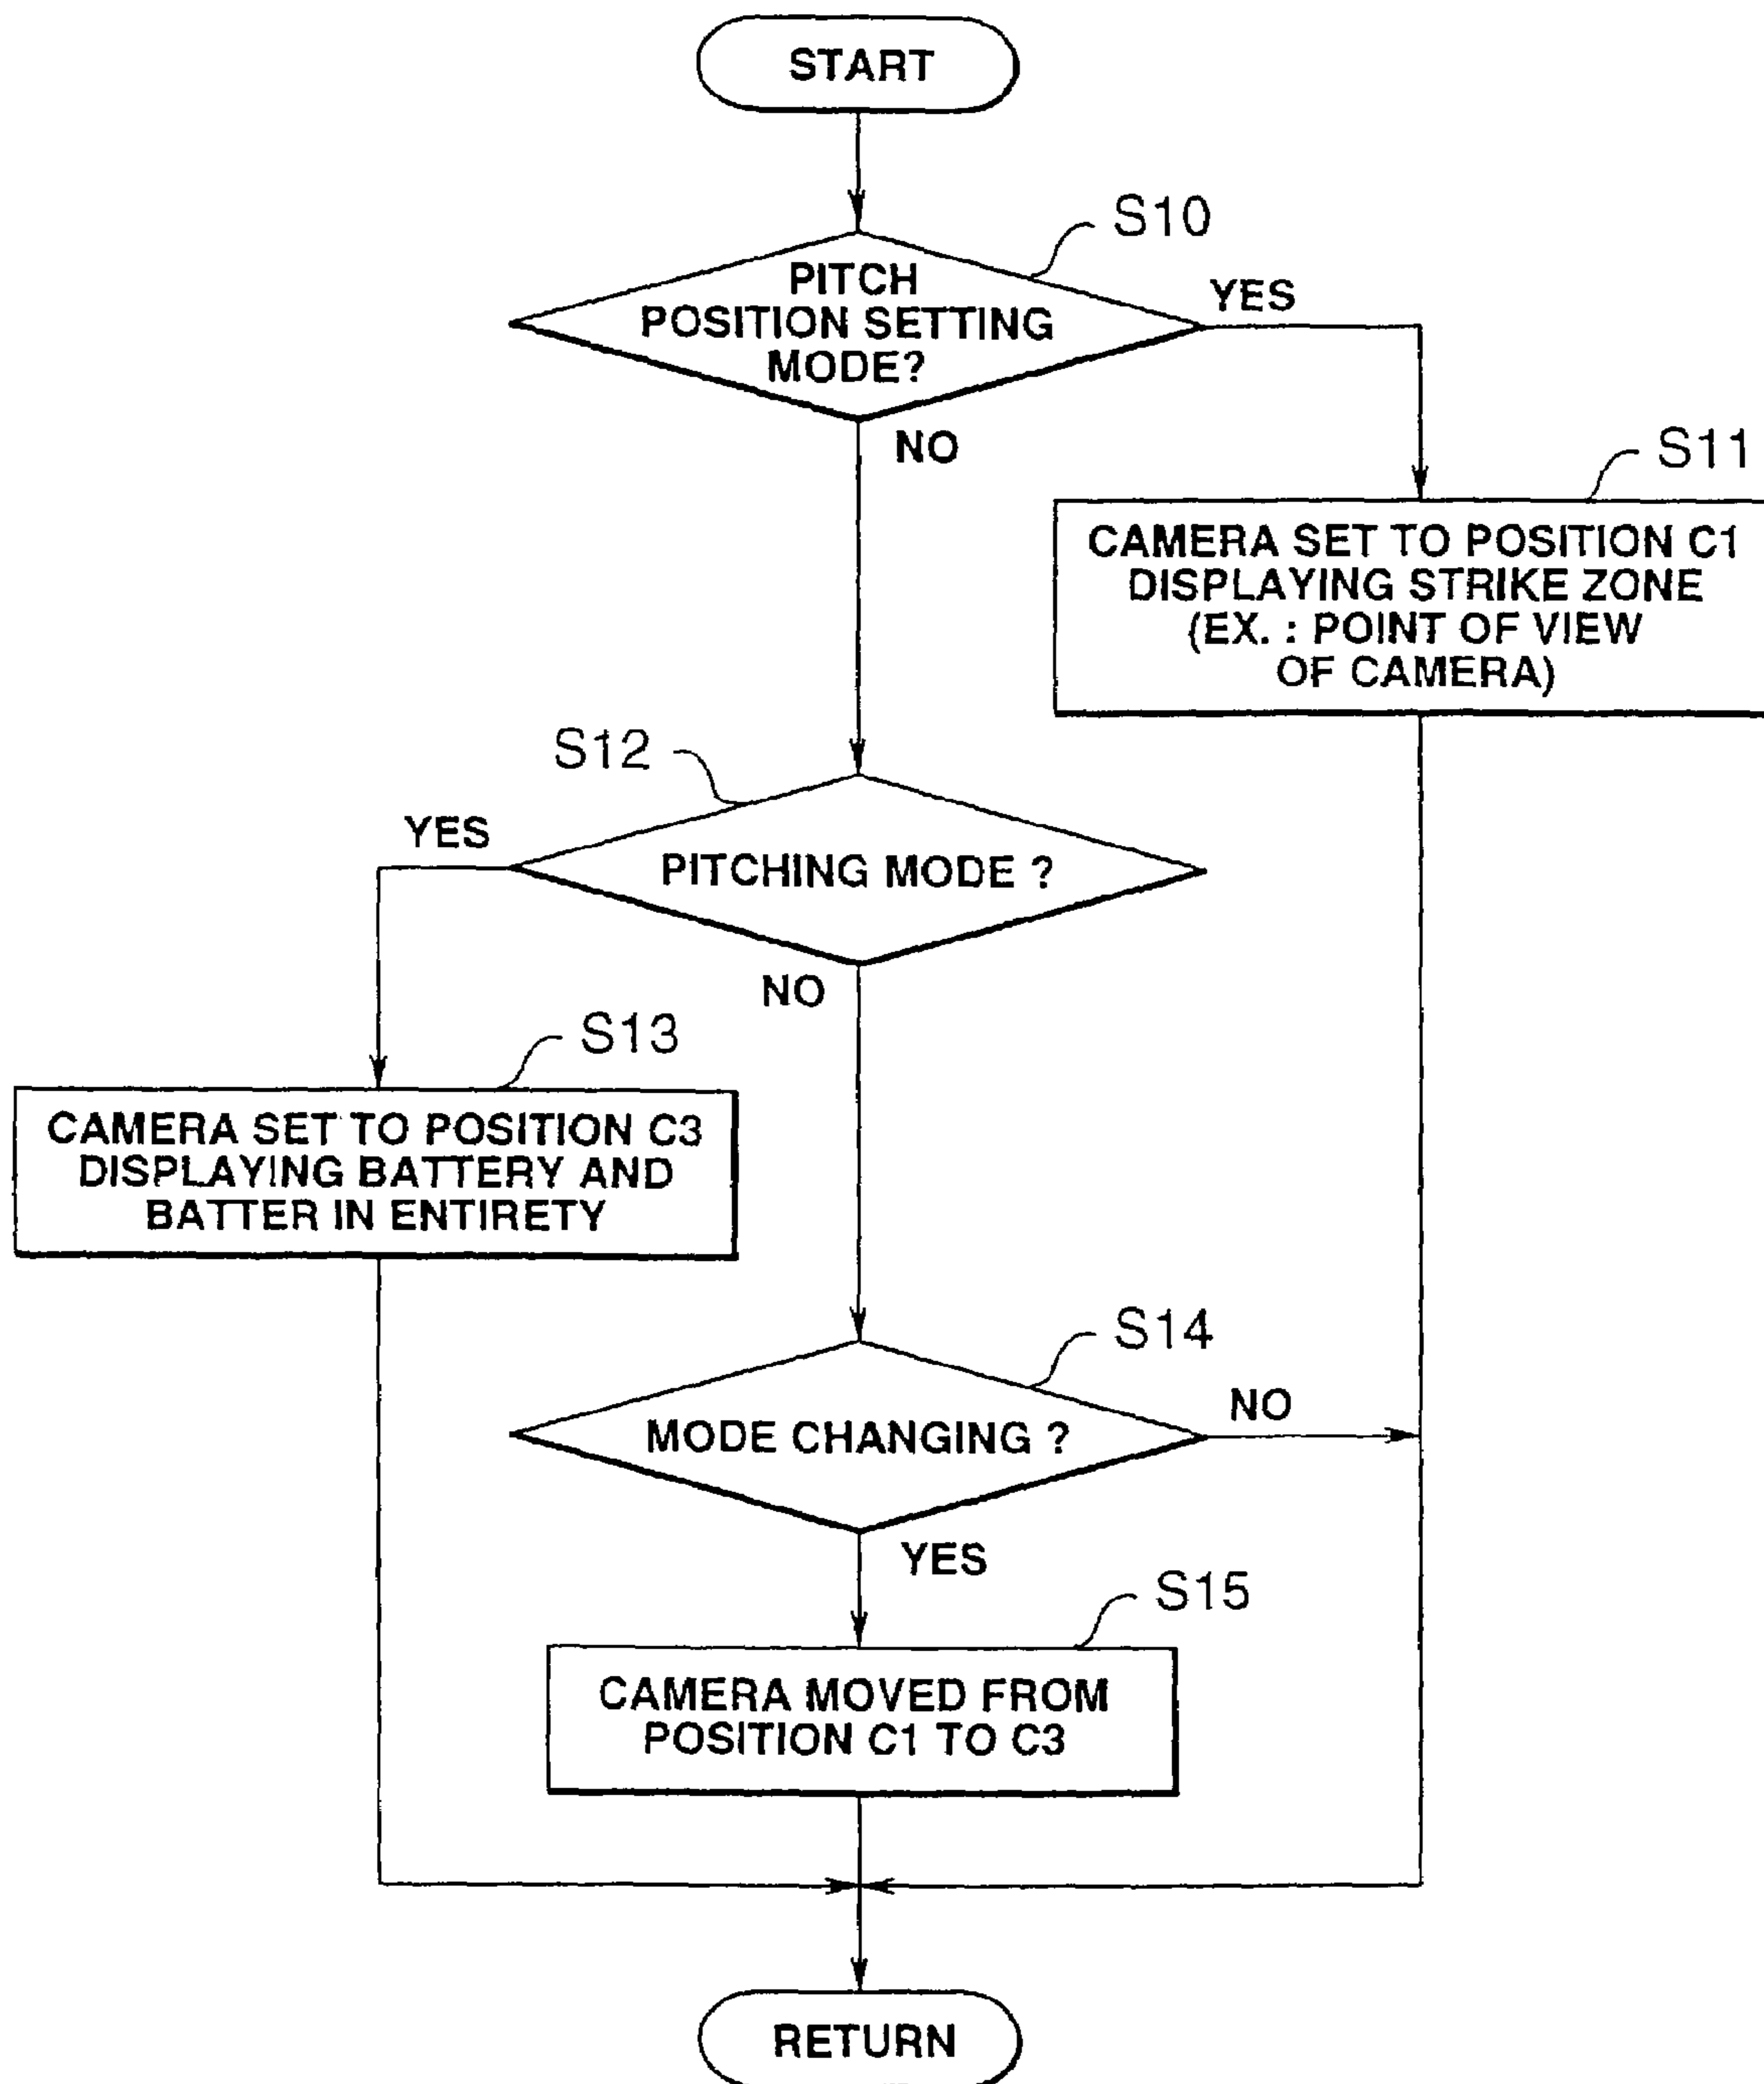 START
S10
PITCH
POSITION SETTING
MODE?
YES
NO
S11
CAMERA SET TO POSITION C1
DISPLAYING STRIKE ZONE
(EX. : POINT OF VIEW
OF CAMERA)
S12
YES
PITCHING MODE ?
NO
S13
CAMERA SET TO POSITION C3
DISPLAYING BATTERY AND
BATTER IN ENTIRETY
S14
NO
MODE CHANGING ?
YES
S15
CAMERA MOVED FROM
POSITION C1 TO C3
RETURN